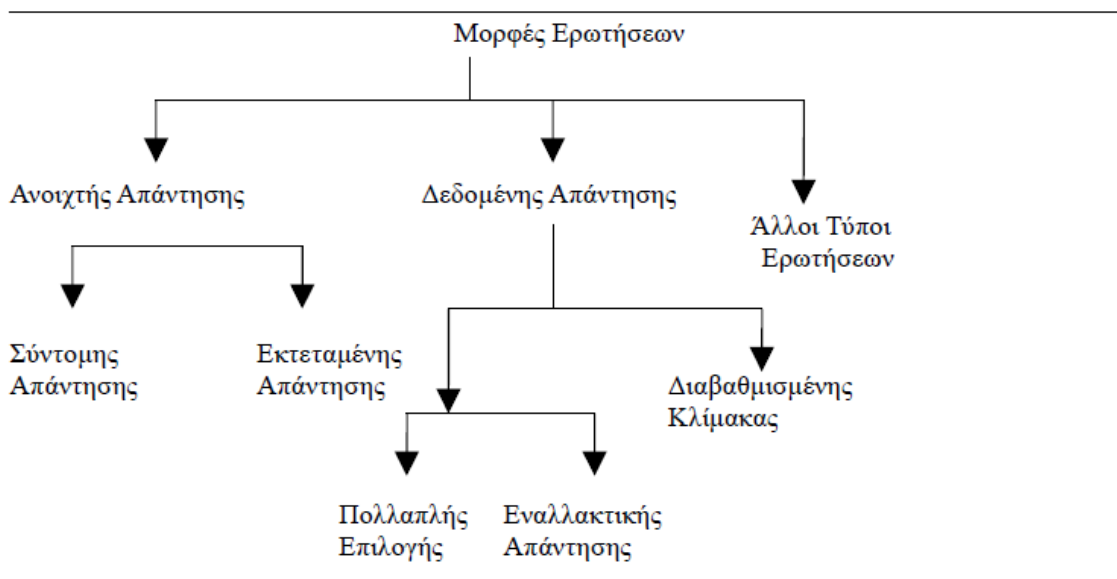 Μορφές Ερωτήσεων
Ανοιχτής Απάντησης
Δεδομένης Απάντησης
Άλλοι Τύποι
Ερωτήσεων
Σύντομης
Απάντησης
Εκτεταμένης
Απάντησης
Διαβαθμισμένης
Κλίμακας
Πολλαπλής
Επιλογής
Εναλλακτικής
Απάντησης